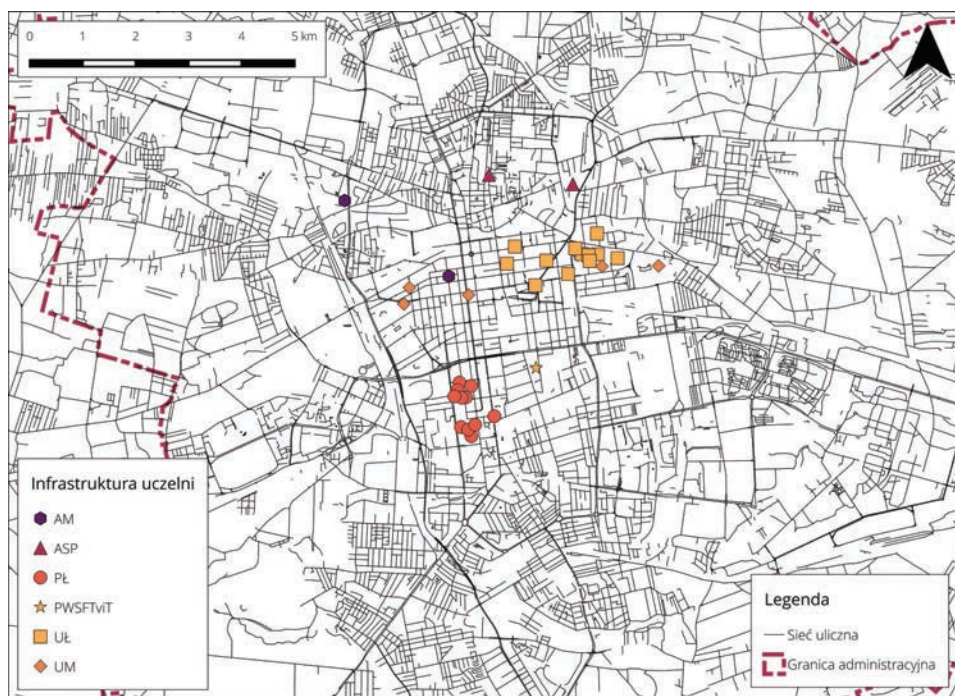 0 1 2 3 4 5 km
Infrastruktura uczelni
AM
ASP
PŁ
PWSFTviT
UŁ
UM
Legenda
Sieć uliczna
Granica administracyjna